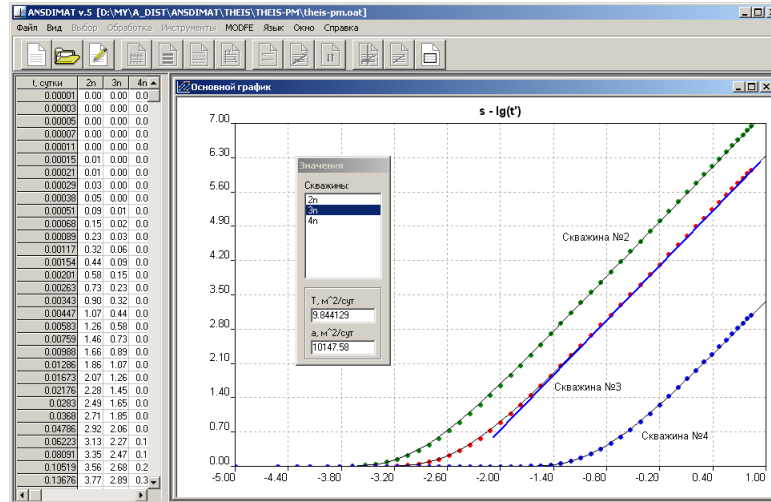 ANSDIMAT v.5 [D:\MY\A_DIST\ANSDIMAT\THEIS\THEIS-PM\theis-pm.oat]
Файл Вид Выбор Обработка Инструменты MODFE Язык Окно Справка
t, сутки 2n 3n 4n
0.00001 0.00 0.00 0.0
0.00003 0.00 0.00 0.0
0.00005 0.00 0.00 0.0
0.00007 0.00 0.00 0.0
0.00011 0.00 0.00 0.0
0.00015 0.01 0.00 0.0
0.00021 0.01 0.00 0.0
0.00029 0.03 0.00 0.0
0.00038 0.05 0.00 0.0
0.00051 0.09 0.01 0.0
0.00068 0.15 0.02 0.0
0.00089 0.23 0.03 0.0
0.00117 0.32 0.06 0.0
0.00154 0.44 0.09 0.0
0.00201 0.58 0.15 0.0
0.00263 0.73 0.23 0.0
0.00343 0.90 0.32 0.0
0.00447 1.07 0.44 0.0
0.00583 1.26 0.58 0.0
0.00759 1.46 0.73 0.0
0.00988 1.66 0.89 0.0
0.01286 1.86 1.07 0.0
0.01673 2.07 1.26 0.0
0.02176 2.28 1.45 0.0
0.0283 2.49 1.65 0.0
0.0368 2.71 1.85 0.0
0.04786 2.92 2.06 0.0
0.06223 3.13 2.27 0.1
0.08091 3.35 2.47 0.1
0.10519 3.56 2.68 0.2
0.13676 3.77 2.89 0.3
Основной график
s - lg(t')
7.00
6.30
5.60
4.90
4.20
3.50
2.80
2.10
1.40
0.70
0.00
-5.00 -4.40 -3.80 -3.20 -2.60 -2.00 -1.40 -0.80 -0.20 0.40 1.00
Скважина №2
Скважина №3
Скважина №4
Значения
Скважины:
2n
3n
4n
T, м^2/сут
9.844129
a, м^2/сут
10147.58